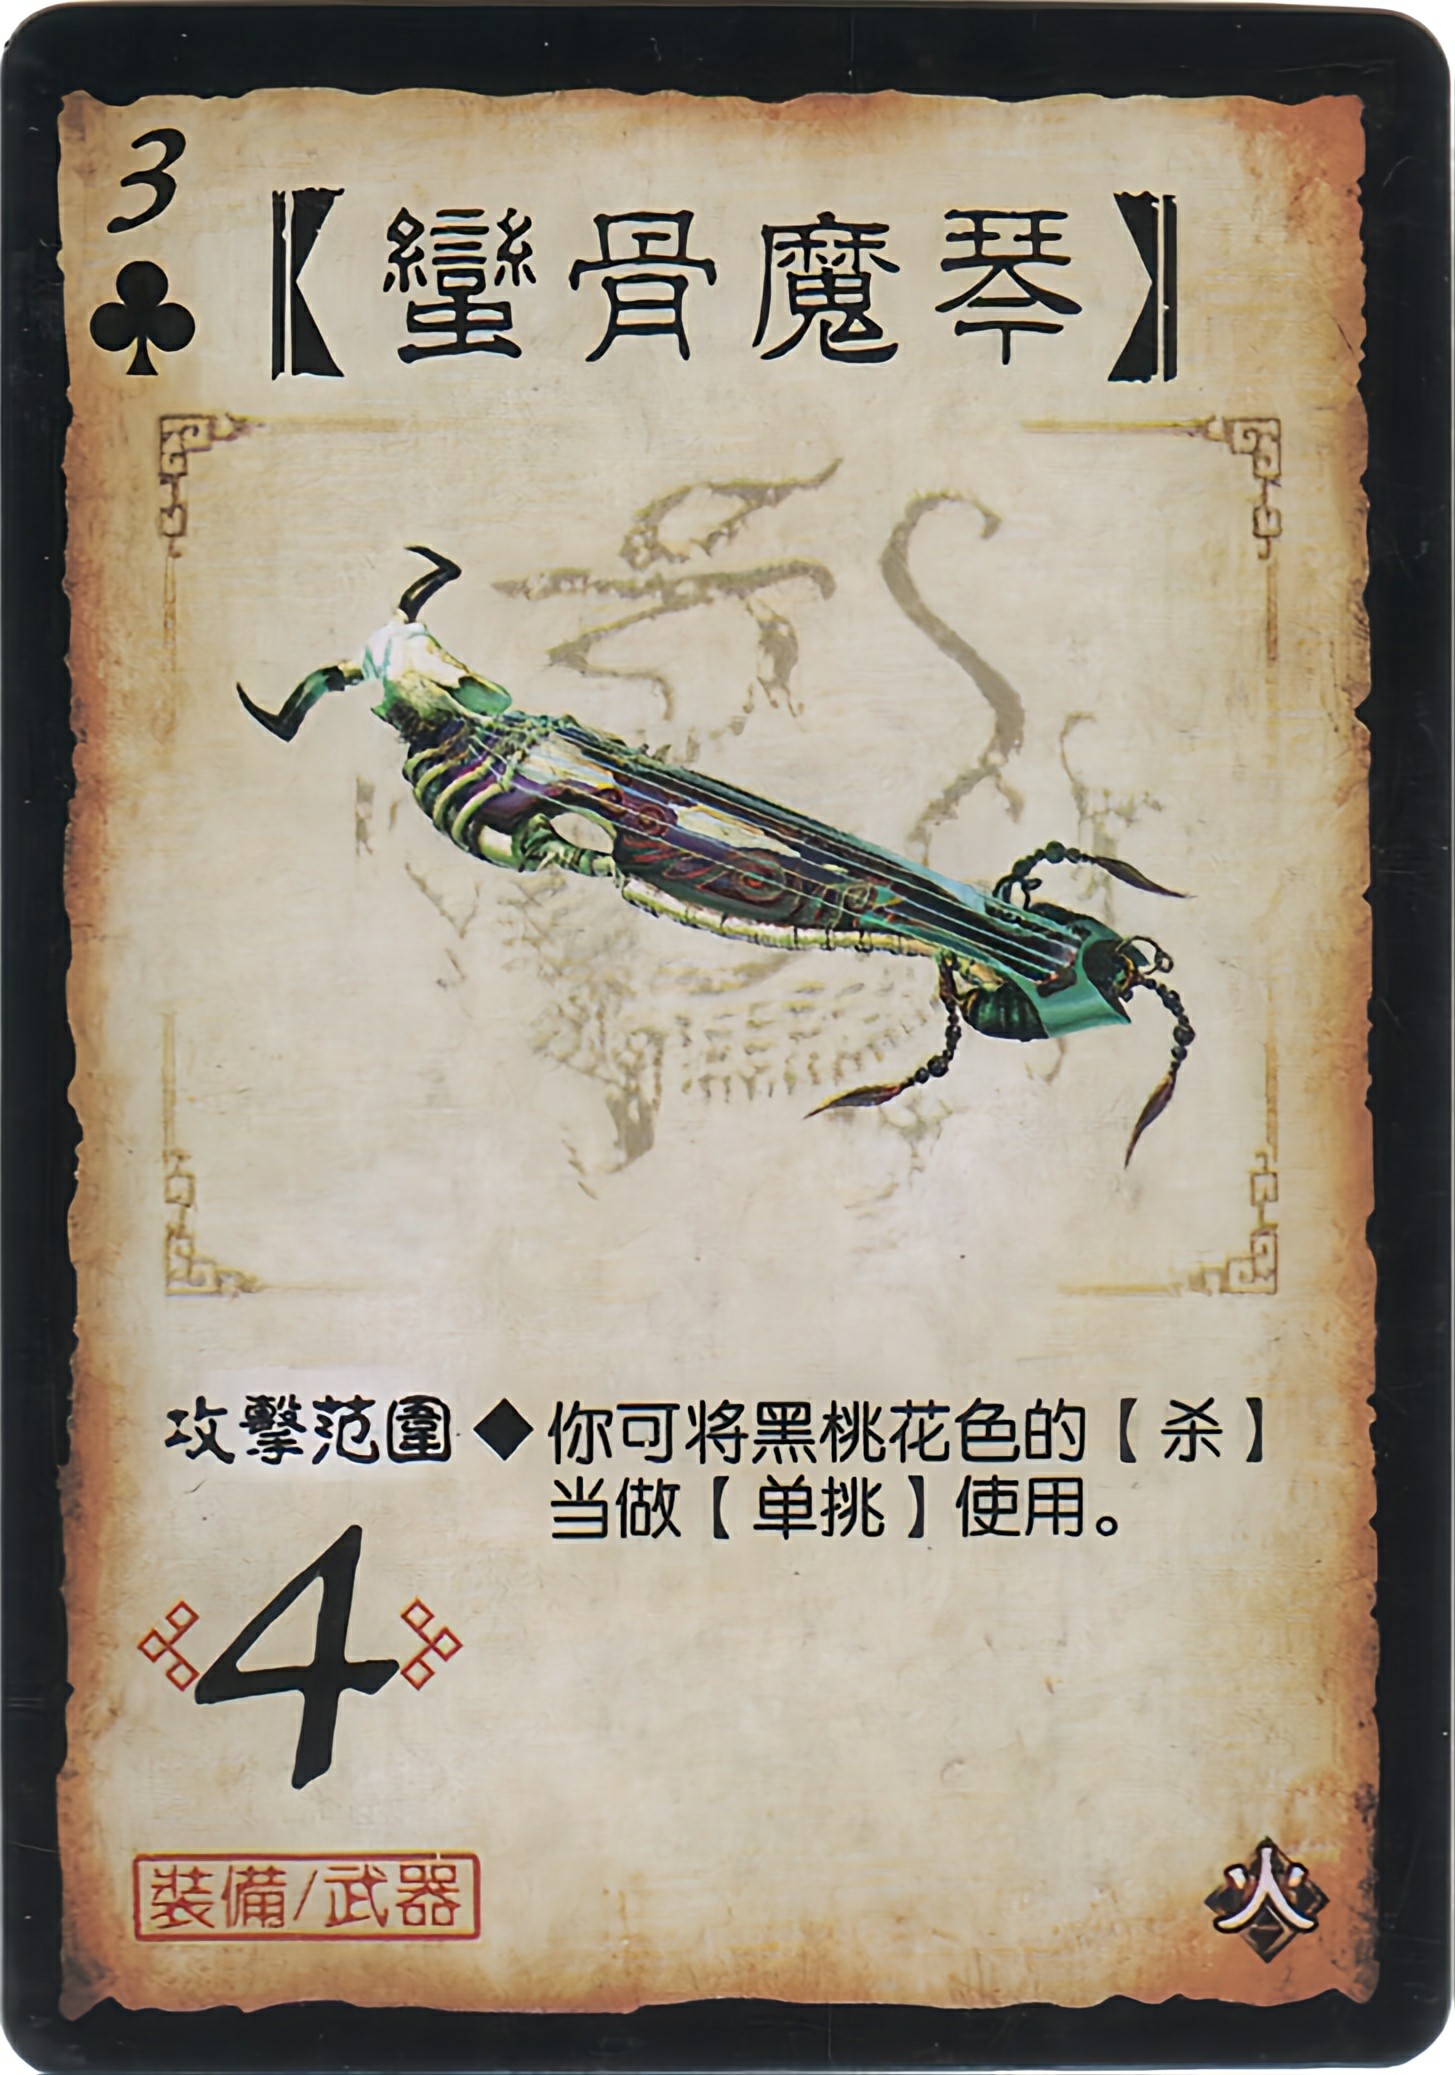 3
【蠻骨魔琴】
攻擊范圍
4
◆你可将黑桃花色的【杀】
当做【单挑】使用。
裝備/武器
火